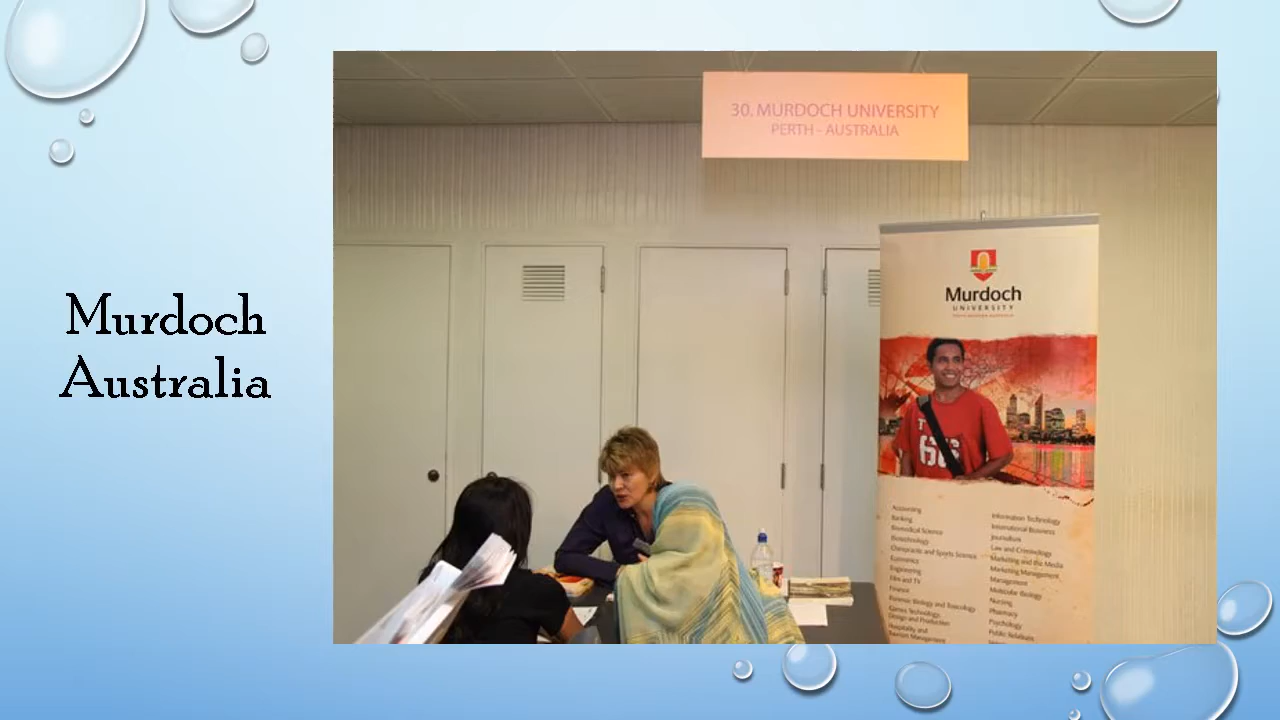 Murdoch
Australia
30. MURDOCH UNIVERSITY
PERTH - AUSTRALIA
Murdoch
UNIVERSITY
Accounting
Banking
Biomedical Science
Biotechnology
Chiropractic and Sports Science
Economics
Engineering
Film and TV
Finance
Forensic Biology and Toxicology
Games Technology,
Design and Production
Hospitality and
Tourism Management
Information Technology
International Business
Journalism
Law and Criminology
Marketing and the Media
Marketing Management
Management
Molecular Biology
Nursing
Pharmacy
Psychology
Public Relations